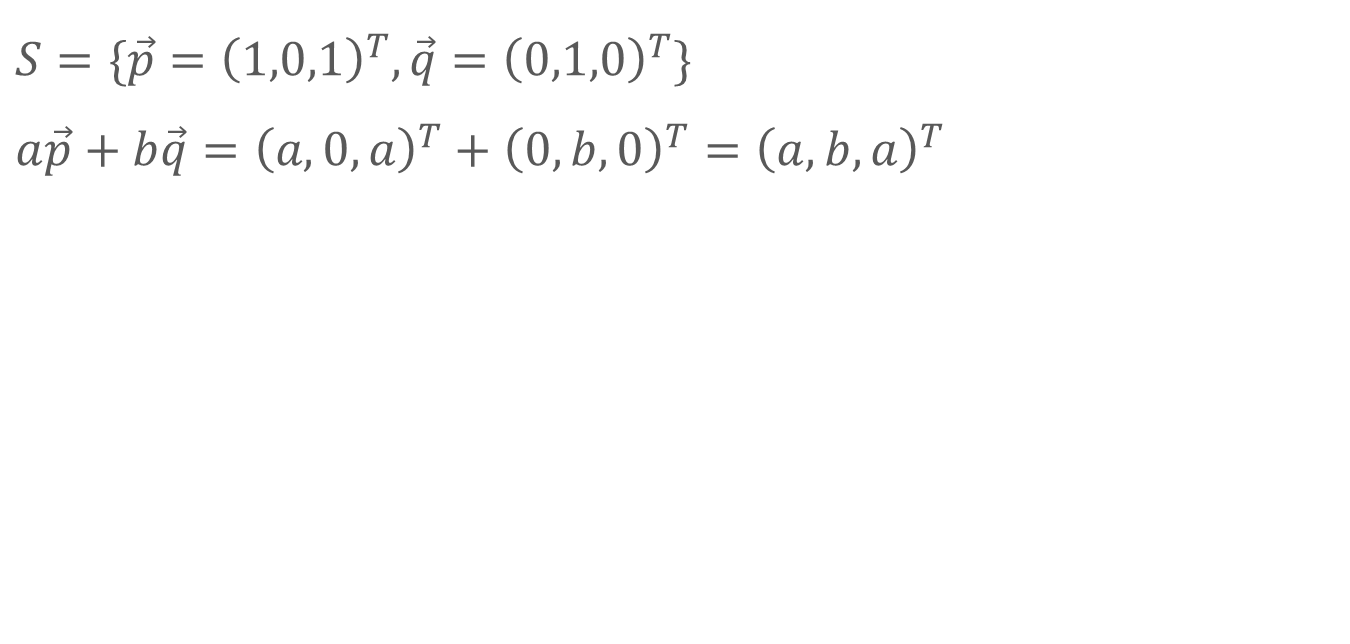 S = {p⃗ = (1,0,1)ᵀ, q⃗ = (0,1,0)ᵀ}
ap⃗ + bq⃗ = (a, 0, a)ᵀ + (0, b, 0)ᵀ = (a, b, a)ᵀ